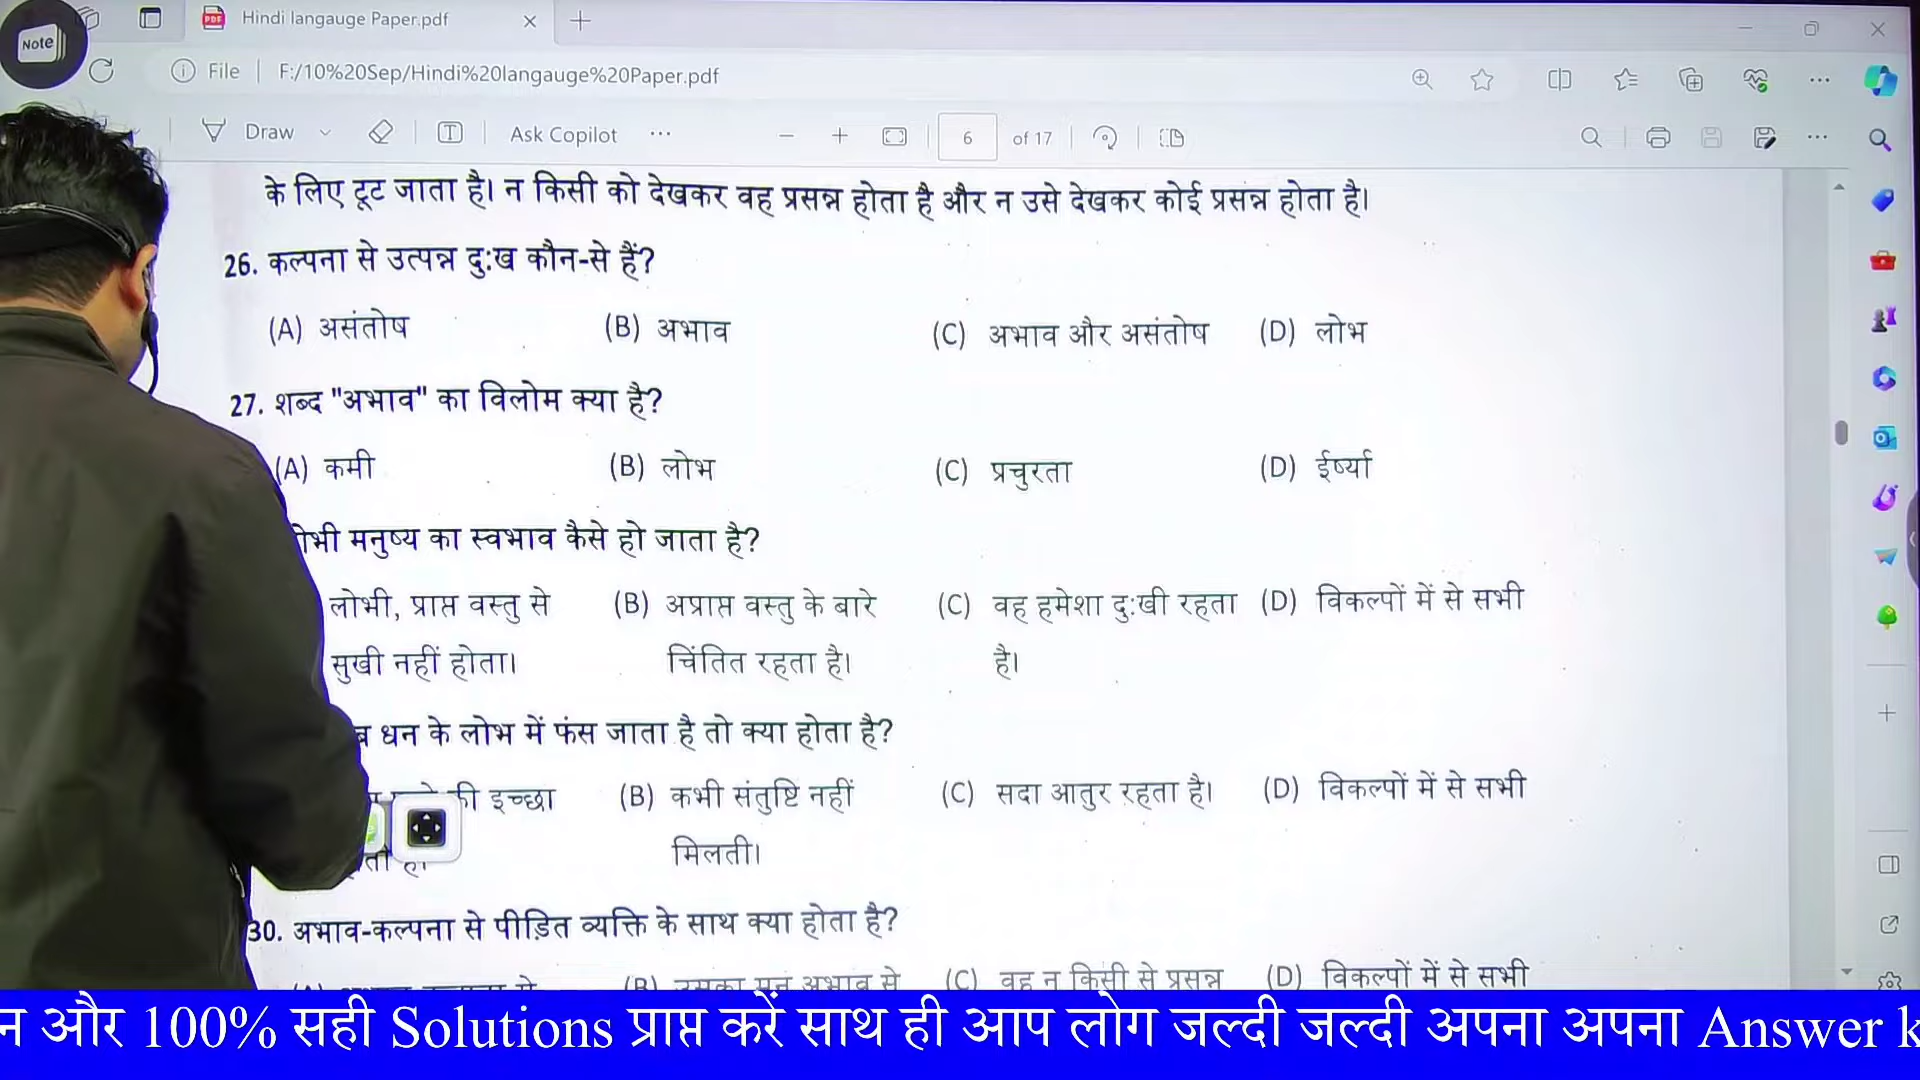 Note
Hindi langauge Paper.pdf
File F:/10%20Sep/Hindi%20langauge%20Paper.pdf
Draw Ask Copilot 6 of 17
के लिए टूट जाता है। न किसी को देखकर वह प्रसन्न होता है और न उसे देखकर कोई प्रसन्न होता है।
26. कल्पना से उत्पन्न दुःख कौन-से हैं?
(A) असंतोष (B) अभाव (C) अभाव और असंतोष (D) लोभ
27. शब्द "अभाव" का विलोम क्या है?
(A) कमी (B) लोभ (C) प्रचुरता (D) ईर्ष्या
मनुष्य का स्वभाव कैसे हो जाता है?
लोभी, प्राप्त वस्तु से (B) अप्राप्त वस्तु के बारे (C) वह हमेशा दुःखी रहता (D) विकल्पों में से सभी
सुखी नहीं होता। चिंतित रहता है। है।
धन के लोभ में फंस जाता है तो क्या होता है?
की इच्छा (B) कभी संतुष्टि नहीं (C) सदा आतुर रहता है। (D) विकल्पों में से सभी
मिलती।
30. अभाव-कल्पना से पीड़ित व्यक्ति के साथ क्या होता है?
(B) उसका मन अभाव से (C) वह न किसी से प्रसन्न (D) विकल्पों में से सभी
न और 100% सही Solutions प्राप्त करें साथ ही आप लोग जल्दी जल्दी अपना अपना Answer k